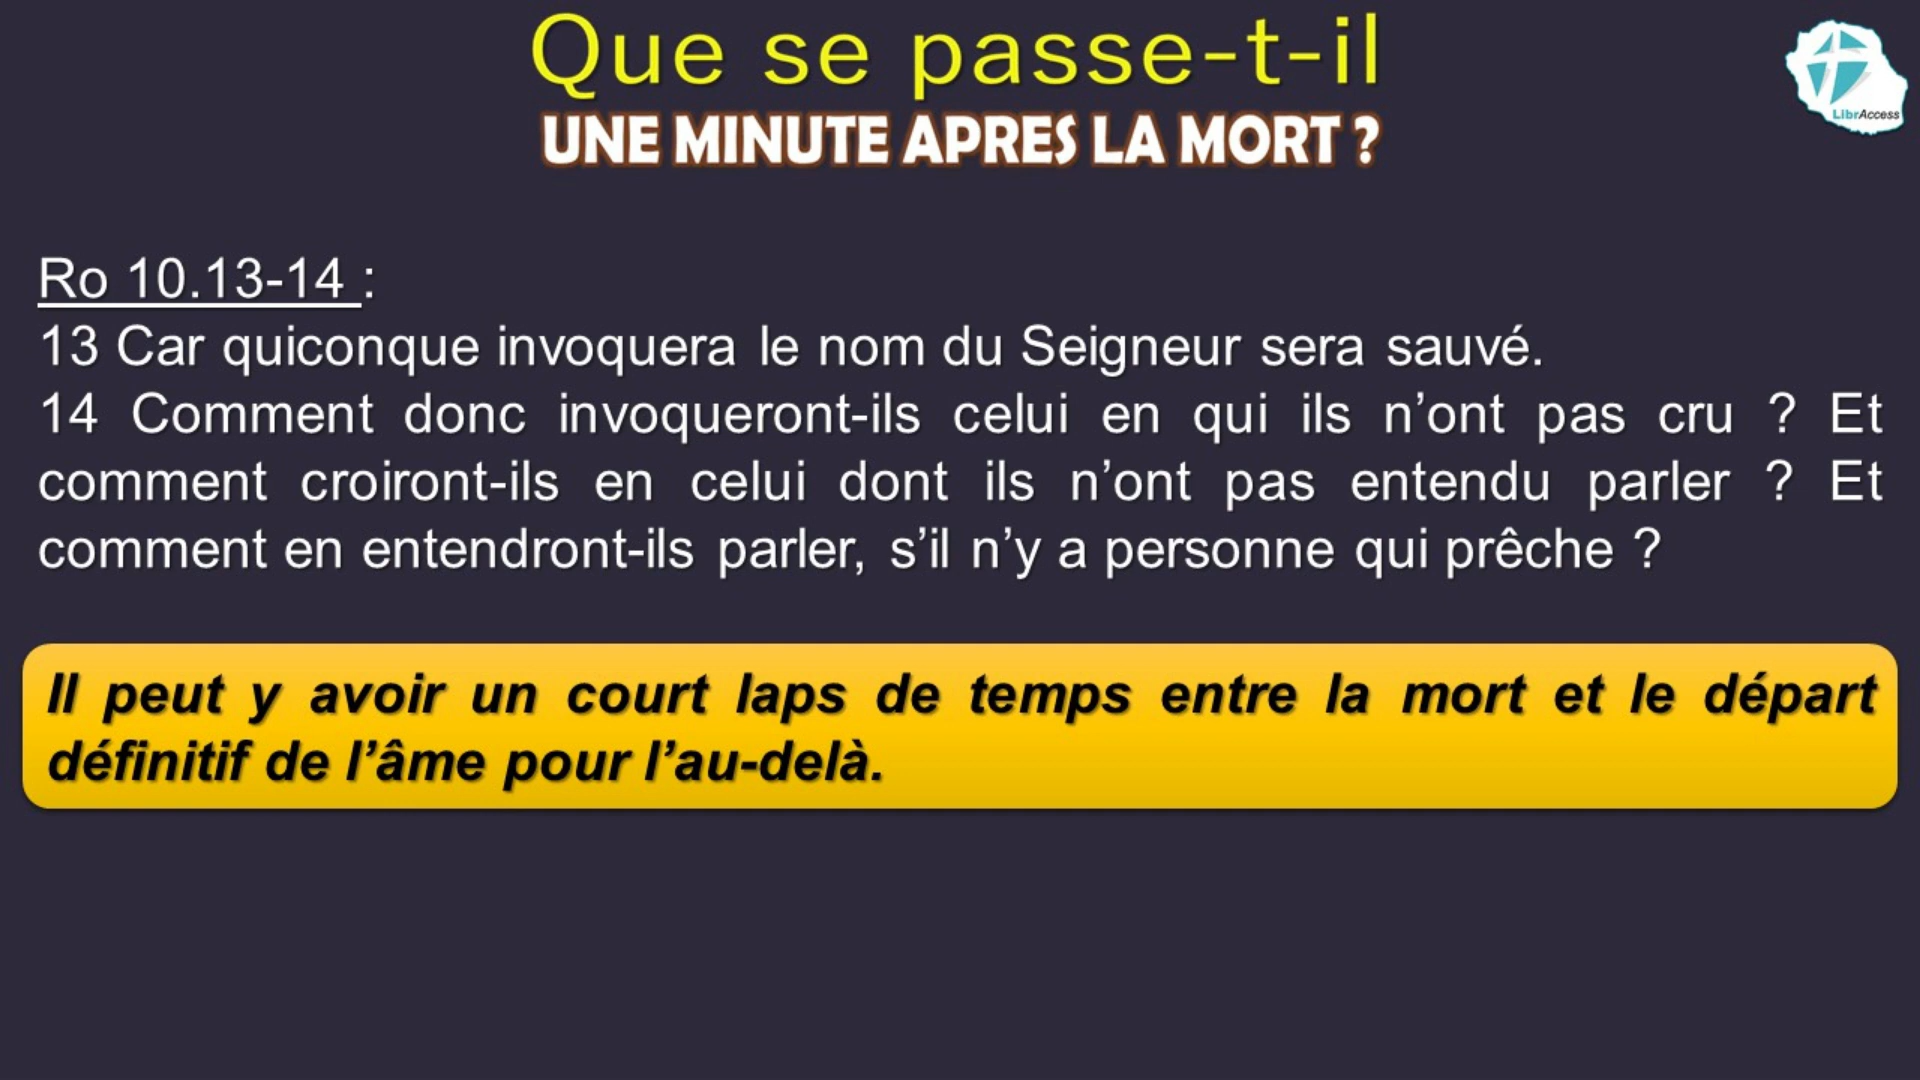 Que se passe-t-il
LibrAccess
UNE MINUTE APRES LA MORT ?
Ro 10.13-14 :
13 Car quiconque invoquera le nom du Seigneur sera sauvé.
14 Comment donc invoqueront-ils celui en qui ils n’ont pas cru ? Et
comment croiront-ils en celui dont ils n’ont pas entendu parler ? Et
comment en entendront-ils parler, s’il n’y a personne qui prêche ?
Il peut y avoir un court laps de temps entre la mort et le départ
définitif de l’âme pour l’au-delà.